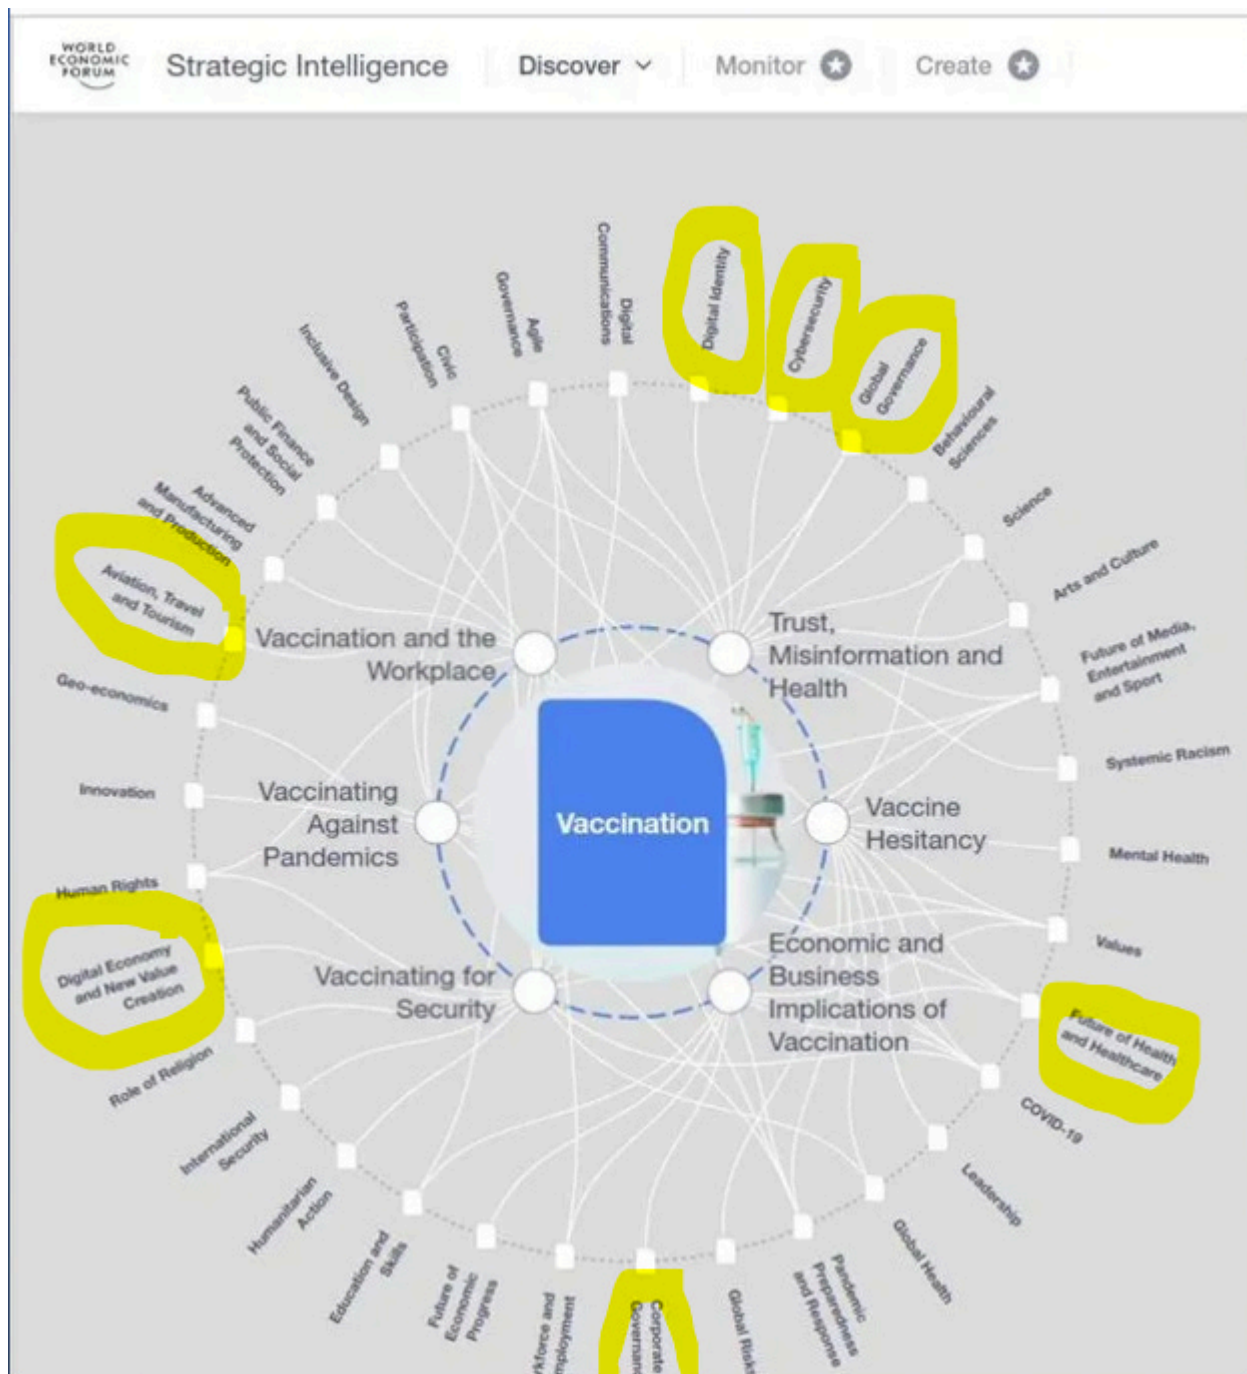 WORLD
ECONOMIC
FORUM
Strategic Intelligence
Discover
Monitor
Create
Digital
Communications
Digital Identity
Cybersecurity
Global
Governance
Behavioural
Sciences
Science
Arts and Culture
Future of Media,
Entertainment
and Sport
Systemic Racism
Mental Health
Values
Future of Health
and Healthcare
COVID-19
Leadership
Global Health
Pandemic
Preparedness
and Response
Global Risks
Corporate
Governanc
rkforce and
mployment
Future of
Economic
Progress
Education and
Skills
Humanitarian
Action
International
Security
Role of Religion
Digital Economy
and New Value
Creation
Human Rights
Innovation
Geo-economics
Aviation, Travel
and Tourism
Advanced
Manufacturing
and Production
Public Finance
and Social
Protection
Inclusive Design
Civic
Participation
Agile
Governance
Vaccination and the
Workplace
Trust,
Misinformation and
Health
Vaccinating
Against
Pandemics
Vaccination
Vaccine
Hesitancy
Vaccinating for
Security
Economic and
Business
Implications of
Vaccination